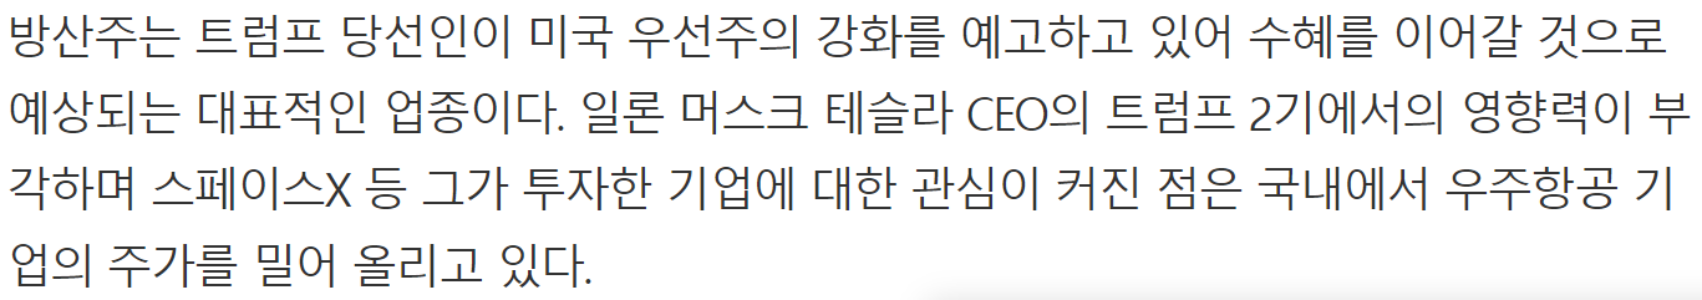 방산주는 트럼프 당선인이 미국 우선주의 강화를 예고하고 있어 수혜를 이어갈 것으로
예상되는 대표적인 업종이다. 일론 머스크 테슬라 CEO의 트럼프 2기에서의 영향력이 부
각하며 스페이스X 등 그가 투자한 기업에 대한 관심이 커진 점은 국내에서 우주항공 기
업의 주가를 밀어 올리고 있다.